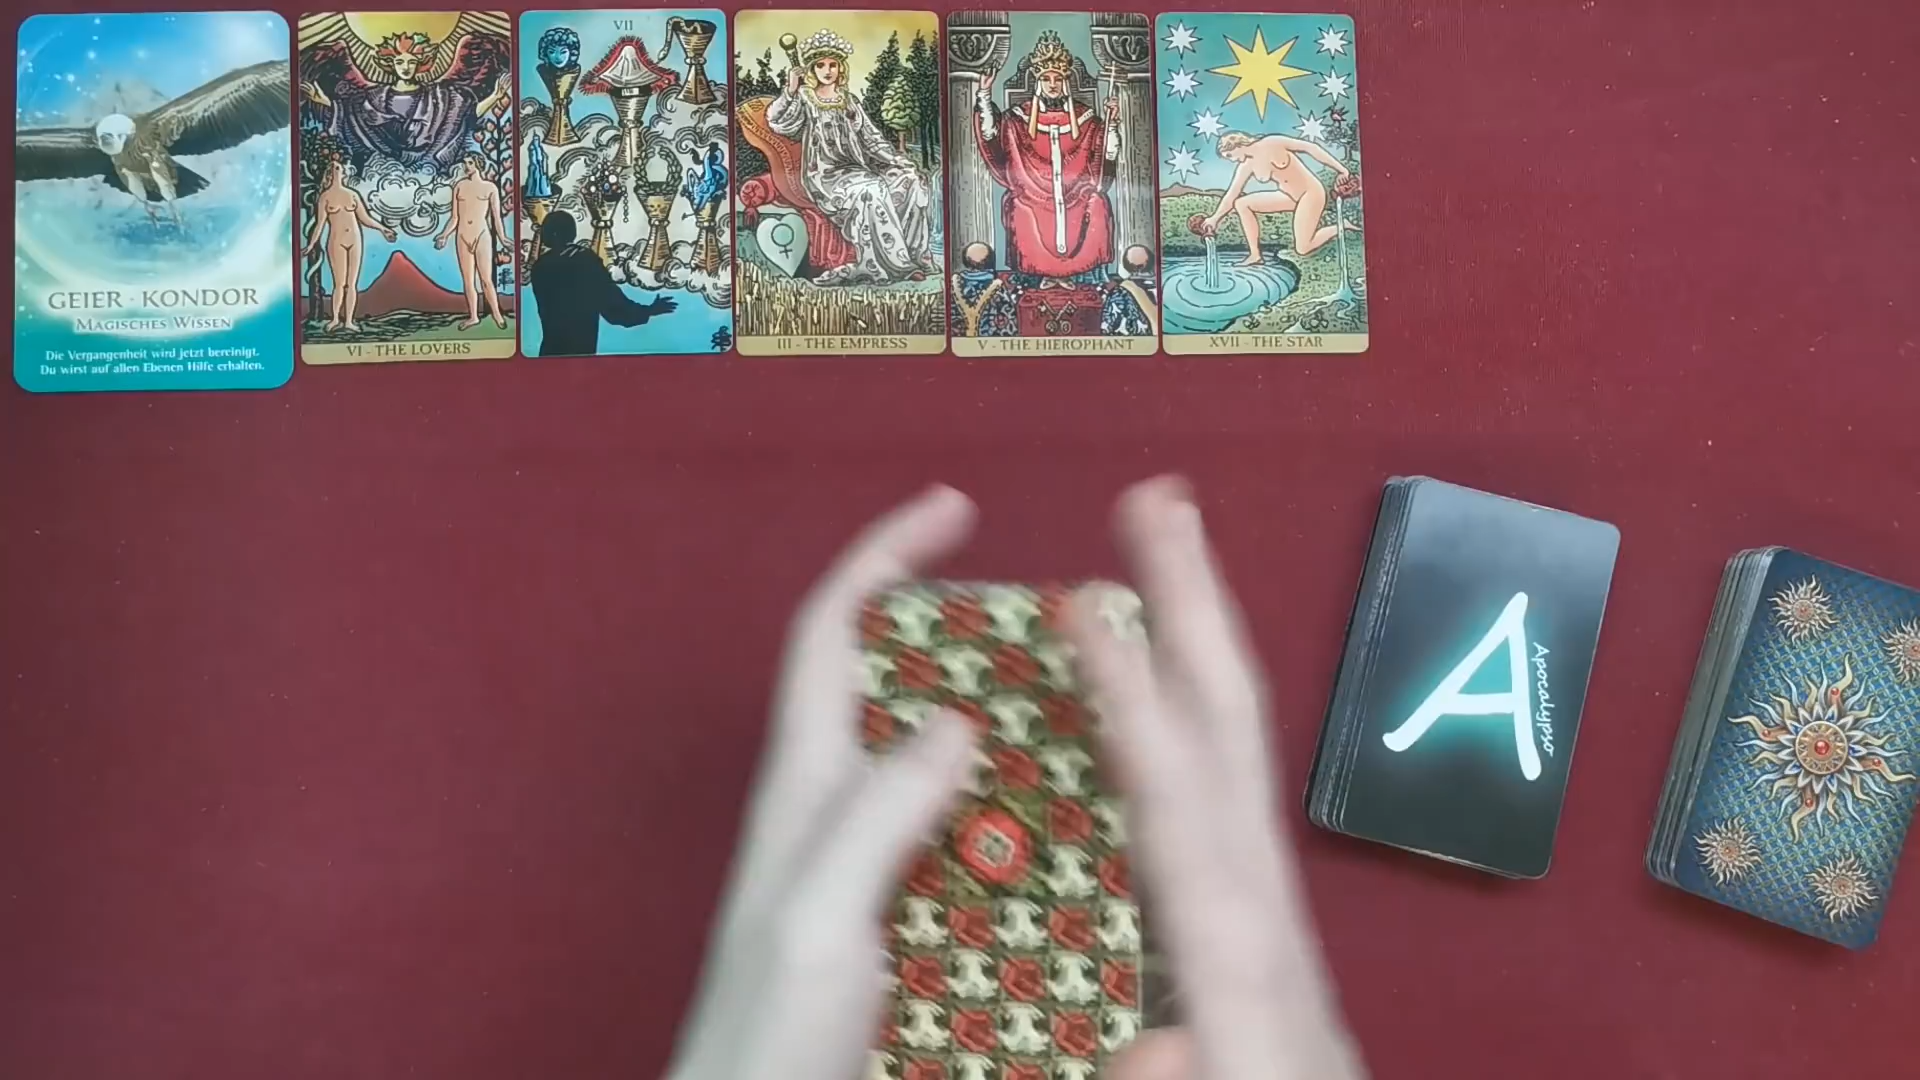 GEIER · KONDOR
MAGISCHES WISSEN
Die Vergangenheit wird jetzt bereinigt.
Du wirst auf allen Ebenen Hilfe erhalten.
VI - THE LOVERS
VII
III - THE EMPRESS
V - THE HIEROPHANT
XVII - THE STAR
A
Apocalypso